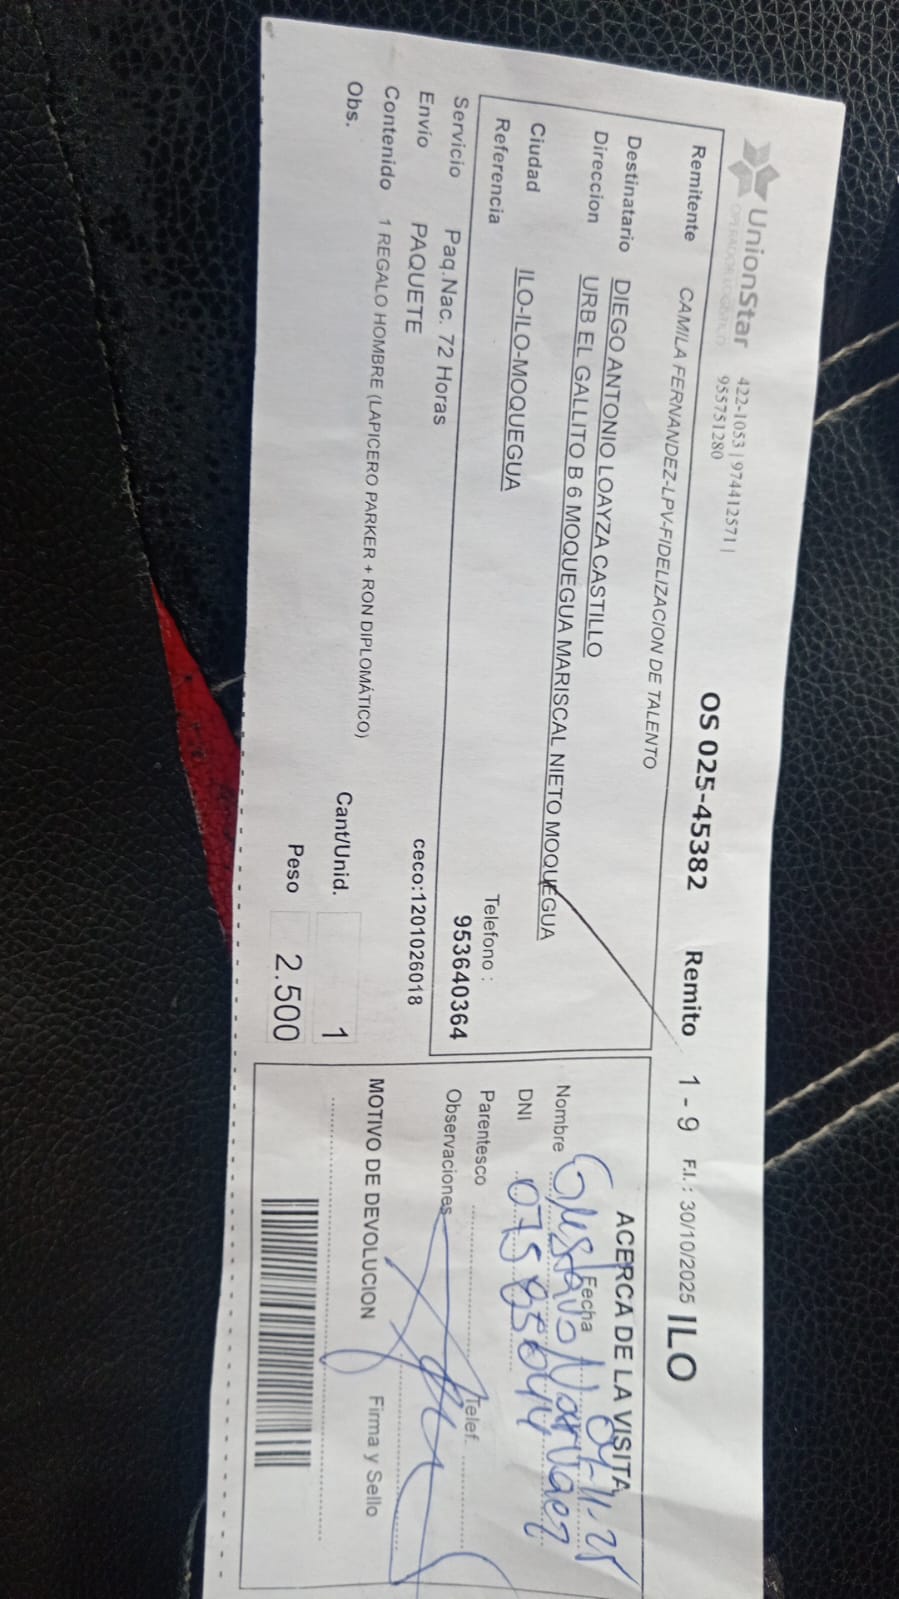 UnionStar
OPERADOR LOGISTICO
422-1053 | 974412571 |
955751280
OS 025-45382 Remito 1 - 9 F.I.: 30/10/2025 ILO
Remitente CAMILA FERNANDEZ-LPV-FIDELIZACION DE TALENTO
Destinatario DIEGO ANTONIO LOAYZA CASTILLO
Direccion URB EL GALLITO B 6 MOQUEGUA MARISCAL NIETO MOQUEGUA
Ciudad ILO-ILO-MOQUEGUA
Referencia
Telefono :
953640364
Servicio Paq.Nac. 72 Horas
Envio PAQUETE
ceco:1201026018
Contenido 1 REGALO HOMBRE (LAPICERO PARKER + RON DIPLOMÁTICO)
Obs.
Cant/Unid. 1
Peso 2.500
ACERCA DE LA VISITA
Fecha
Nombre Gustavo Narvaez
DNI
Parentesco
Telef.
Observaciones
MOTIVO DE DEVOLUCION
Firma y Sello